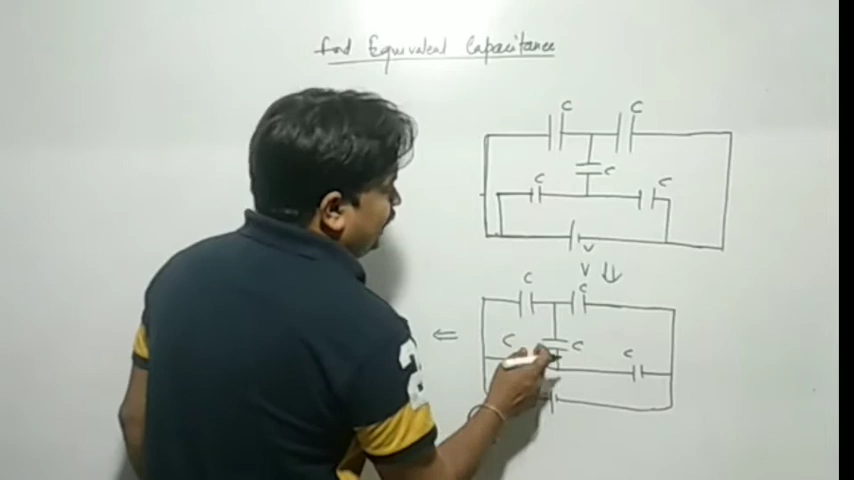 Find Equivalent Capacitance
C C
C
C C
V
V ⇓
C C
⇐ C C C